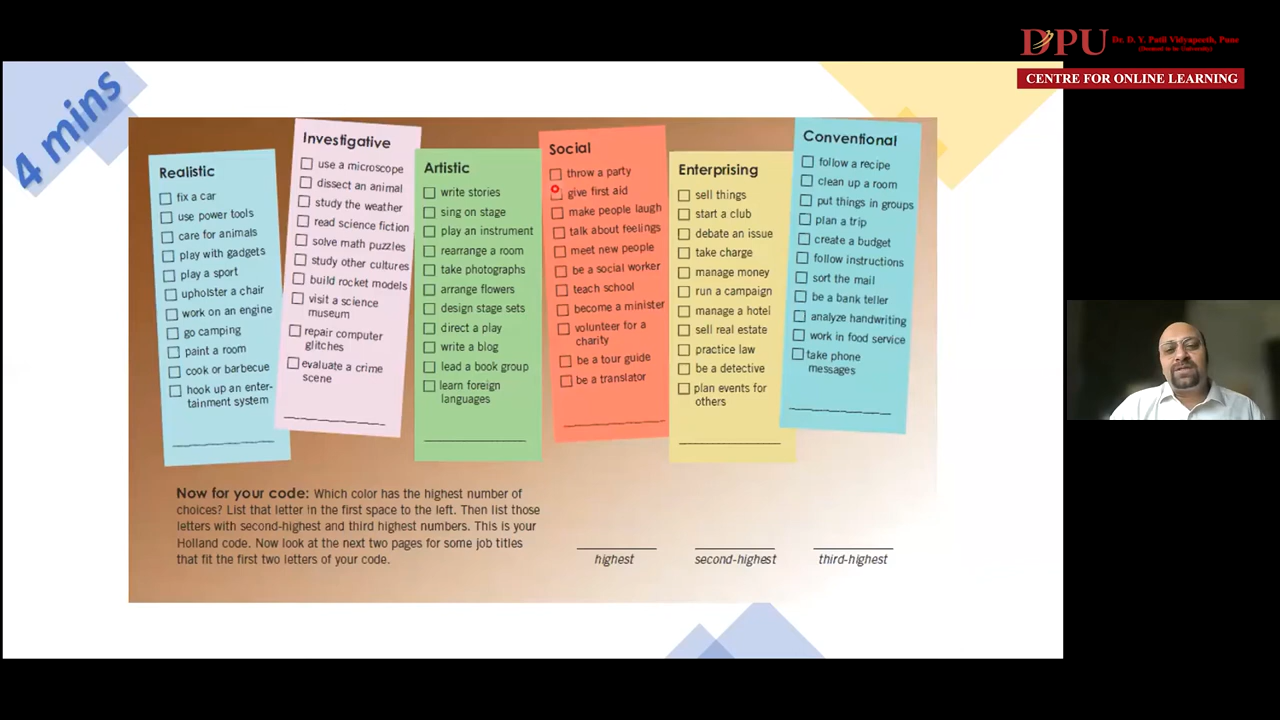 4 mins
DPU
Dr. D. Y. Patil Vidyapeeth, Pune
(Deemed to be University)
CENTRE FOR ONLINE LEARNING
Realistic
fix a car
use power tools
care for animals
play with gadgets
play a sport
upholster a chair
work on an engine
go camping
paint a room
cook or barbecue
hook up an enter-
tainment system
Investigative
use a microscope
dissect an animal
study the weather
read science fiction
solve math puzzles
study other cultures
build rocket models
visit a science
museum
repair computer
glitches
evaluate a crime
scene
Artistic
write stories
sing on stage
play an instrument
rearrange a room
take photographs
arrange flowers
design stage sets
direct a play
write a blog
lead a book group
learn foreign
languages
Social
throw a party
give first aid
make people laugh
talk about feelings
meet new people
be a social worker
teach school
become a minister
volunteer for a
charity
be a tour guide
be a translator
Enterprising
sell things
start a club
debate an issue
take charge
manage money
run a campaign
manage a hotel
sell real estate
practice law
be a detective
plan events for
others
Conventional
follow a recipe
clean up a room
put things in groups
plan a trip
create a budget
follow instructions
sort the mail
be a bank teller
analyze handwriting
work in food service
take phone
messages
Now for your code: Which color has the highest number of
choices? List that letter in the first space to the left. Then list those
letters with second-highest and third highest numbers. This is your
Holland code. Now look at the next two pages for some job titles
that fit the first two letters of your code.
highest
second-highest
third-highest